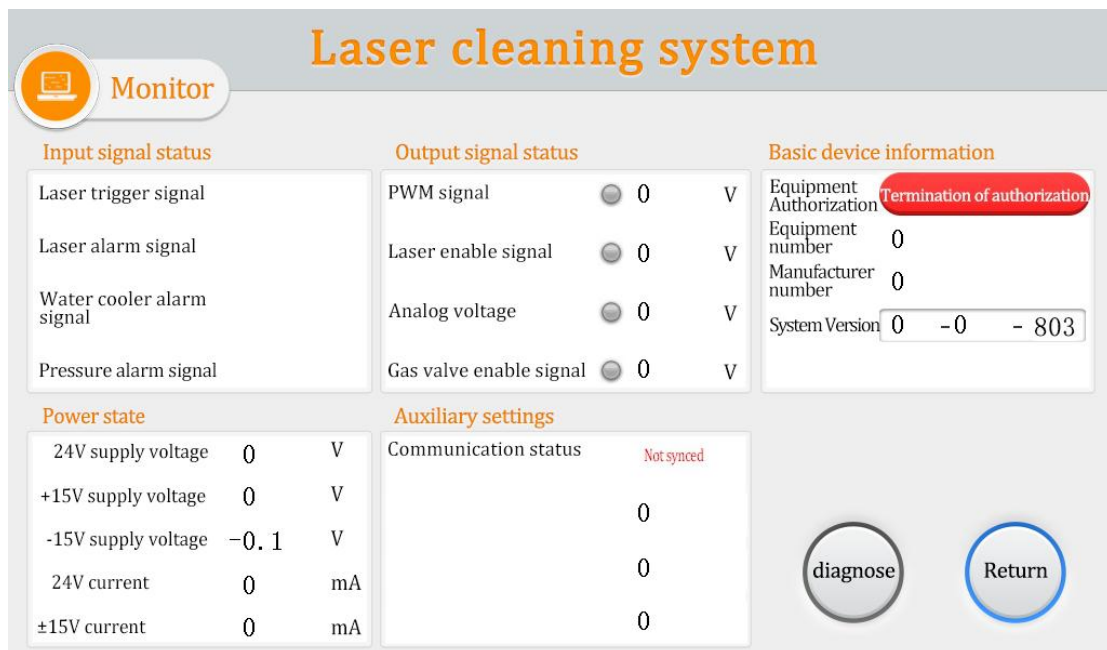 Laser cleaning system
Monitor
Input signal status
Laser trigger signal
Laser alarm signal
Water cooler alarm
signal
Pressure alarm signal
Output signal status
PWM signal 0 V
Laser enable signal 0 V
Analog voltage 0 V
Gas valve enable signal 0 V
Basic device information
Equipment
Authorization
Termination of authorization
Equipment
number 0
Manufacturer
number 0
System Version 0 -0 - 803
Power state
24V supply voltage 0 V
+15V supply voltage 0 V
-15V supply voltage -0.1 V
24V current 0 mA
±15V current 0 mA
Auxiliary settings
Communication status Not synced
0
0
0
diagnose
Return